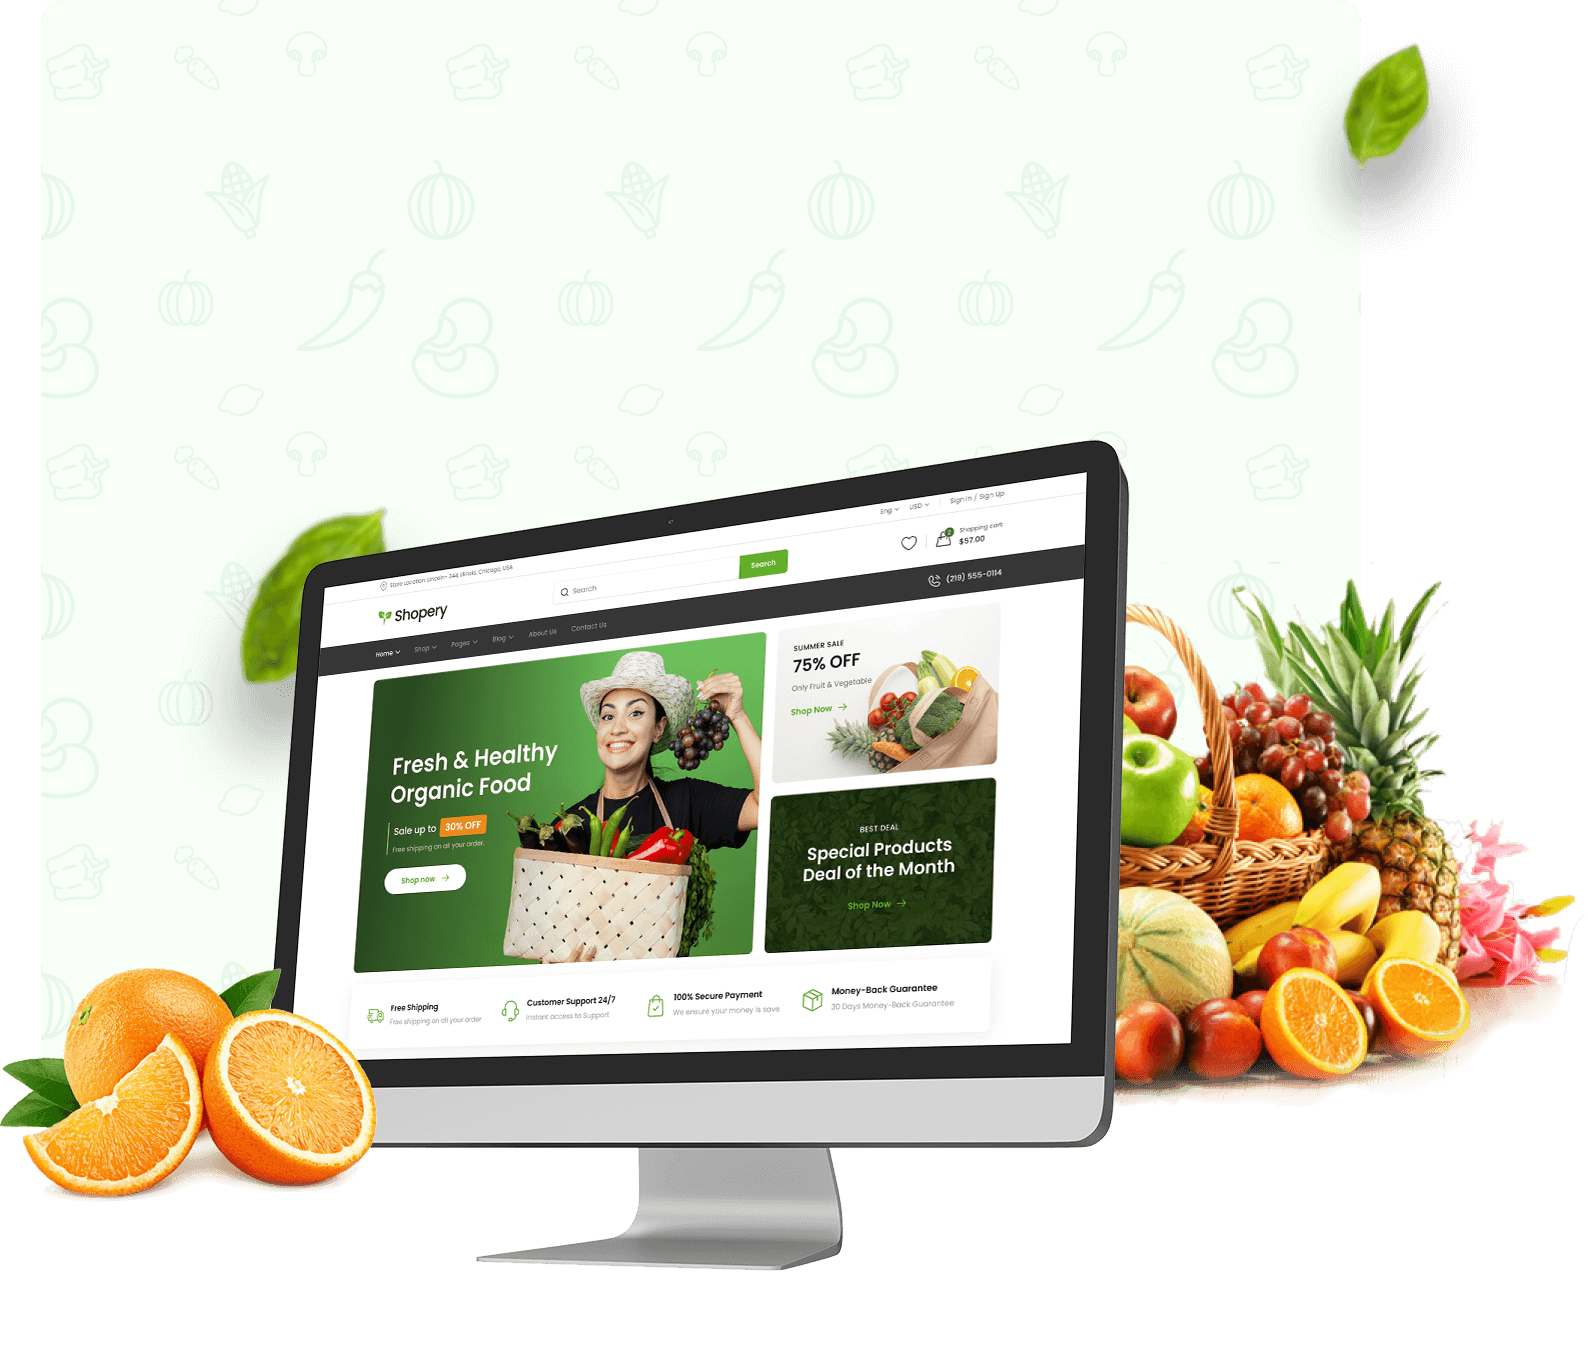 Store Location: Lincoln- 344, Illinois, Chicago, USA
Eng
USD
Sign In / Sign Up
Shopery
Search
Search
2
Shopping cart:
$57.00
Home
Shop
Pages
Blog
About Us
Contact Us
(219) 555-0114
Fresh & Healthy
Organic Food
Sale up to 30% OFF
Free shipping on all your order.
Shop now
SUMMER SALE
75% OFF
Only Fruit & Vegetable
Shop Now
BEST DEAL
Special Products
Deal of the Month
Shop Now
Free Shipping
Free shipping on all your order
Customer Support 24/7
Instant access to Support
100% Secure Payment
We ensure your money is save
Money-Back Guarantee
30 Days Money-Back Guarantee